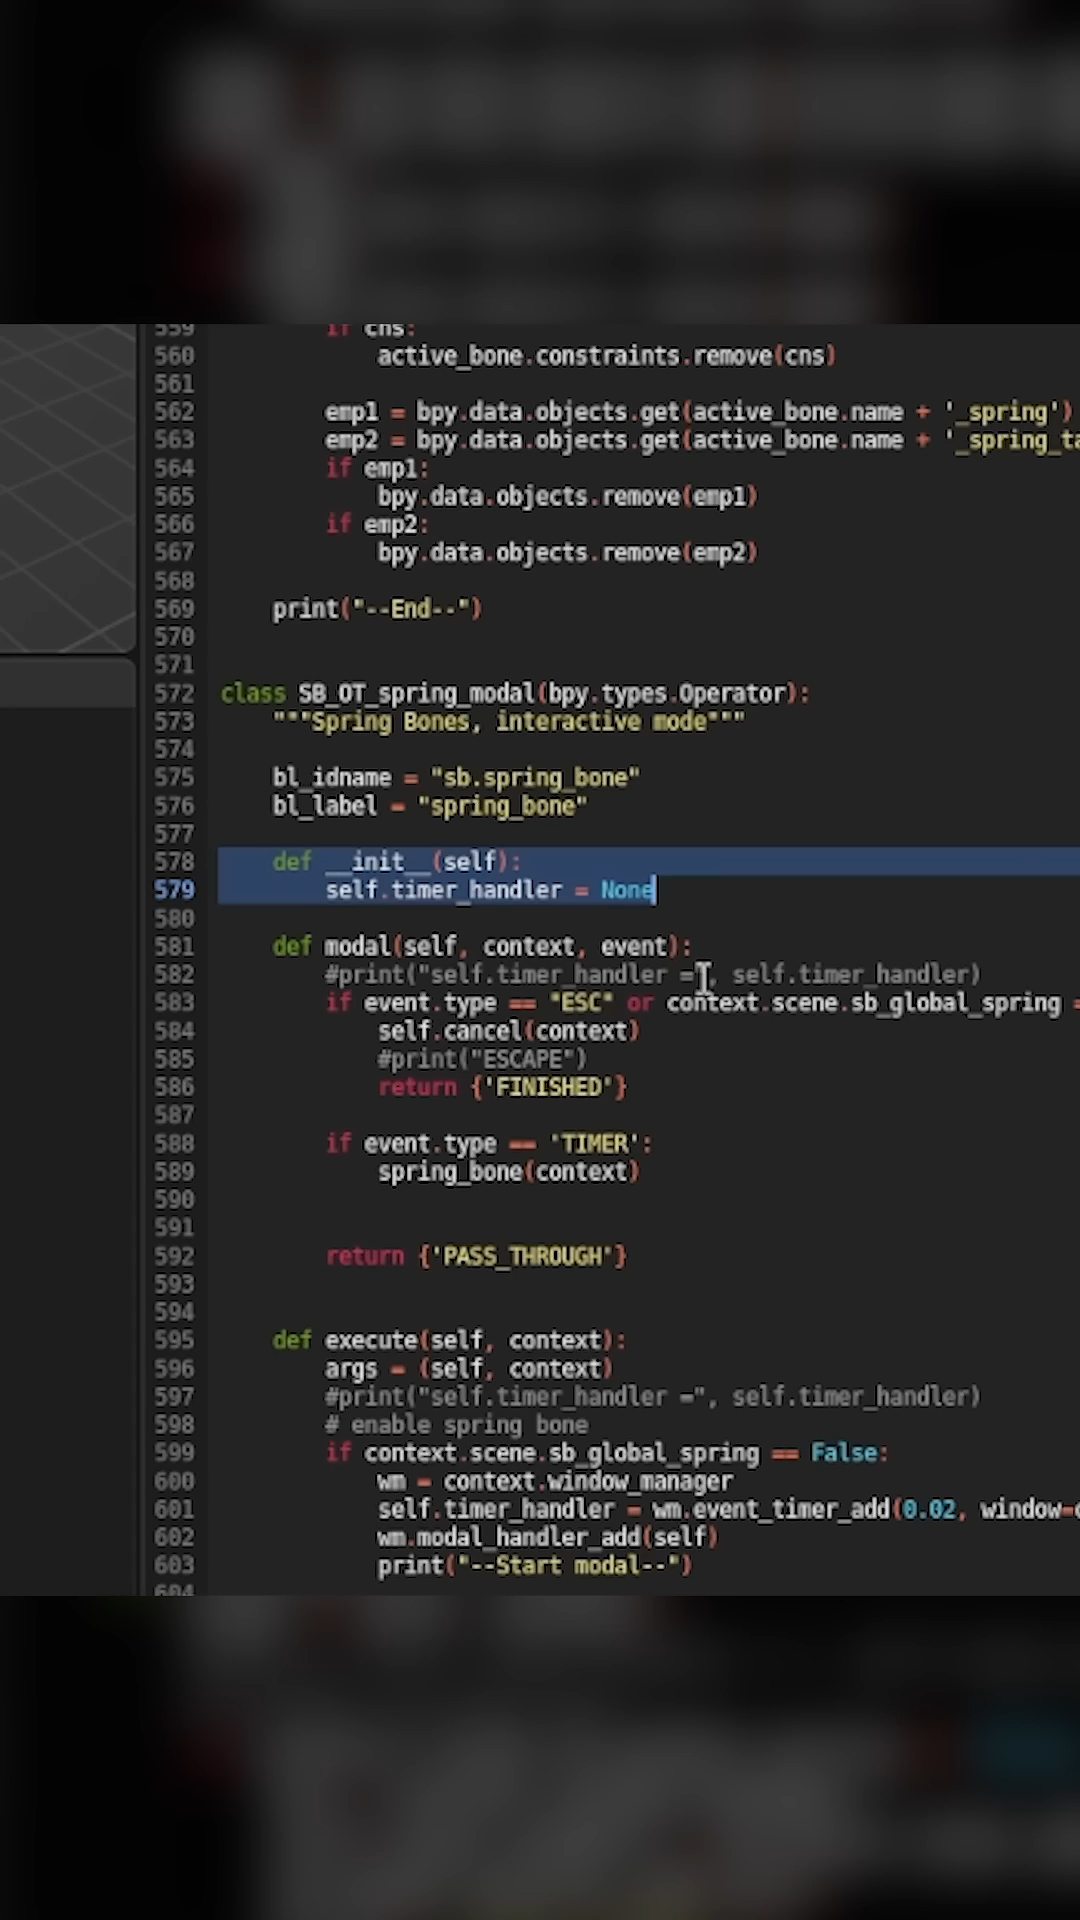 559 if cns:
560 active_bone.constraints.remove(cns)
561
562 emp1 = bpy.data.objects.get(active_bone.name + '_spring')
563 emp2 = bpy.data.objects.get(active_bone.name + '_spring_ta
564 if emp1:
565 bpy.data.objects.remove(emp1)
566 if emp2:
567 bpy.data.objects.remove(emp2)
568
569 print("--End--")
570
571
572 class SB_OT_spring_modal(bpy.types.Operator):
573 """Spring Bones, interactive mode"""
574
575 bl_idname = "sb.spring_bone"
576 bl_label = "spring_bone"
577
578 def __init__(self):
579 self.timer_handler = None
580
581 def modal(self, context, event):
582 #print("self.timer_handler =", self.timer_handler)
583 if event.type == "ESC" or context.scene.sb_global_spring =
584 self.cancel(context)
585 #print("ESCAPE")
586 return {'FINISHED'}
587
588 if event.type == 'TIMER':
589 spring_bone(context)
590
591
592 return {'PASS_THROUGH'}
593
594
595 def execute(self, context):
596 args = (self, context)
597 #print("self.timer_handler =", self.timer_handler)
598 # enable spring bone
599 if context.scene.sb_global_spring == False:
600 wm = context.window_manager
601 self.timer_handler = wm.event_timer_add(0.02, window=c
602 wm.modal_handler_add(self)
603 print("--Start modal--")
604